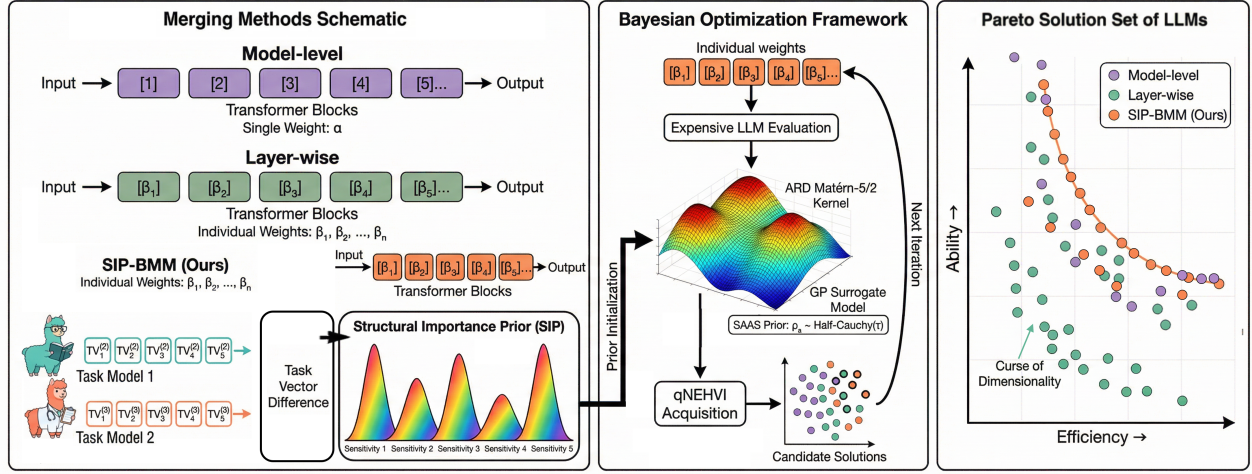 Merging Methods Schematic
Model-level
Input
[1]
[2]
[3]
[4]
[5]...
Output
Transformer Blocks
Single Weight: α
Layer-wise
Input
[β₁]
[β₂]
[β₃]
[β₄]
[β₅]...
Output
Transformer Blocks
Individual Weights: β₁, β₂, ..., βₙ
SIP-BMM (Ours)
Individual Weights: β₁, β₂, ..., βₙ
Input
[β₁]
[β₂]
[β₃]
[β₄]
[β₅]...
Output
Transformer Blocks
TV₁⁽²⁾
TV₂⁽²⁾
TV₃⁽²⁾
TV₄⁽²⁾
TV₅⁽²⁾
Task Model 1
TV₁⁽³⁾
TV₂⁽³⁾
TV₃⁽³⁾
TV₄⁽³⁾
TV₅⁽³⁾
Task Model 2
Task
Vector
Difference
Structural Importance Prior (SIP)
Sensitivity 1
Sensitivity 2
Sensitivity 3
Sensitivity 4
Sensitivity 5
Prior Initialization
Bayesian Optimization Framework
Individual weights
[β₁]
[β₂]
[β₃]
[β₄]
[β₅]...
Expensive LLM Evaluation
ARD Matérn-5/2
Kernel
GP Surrogate
Model
SAAS Prior: ρₐ ~ Half-Cauchy(τ)
Next Iteration
qNEHVI
Acquisition
Candidate Solutions
Pareto Solution Set of LLMs
Model-level
Layer-wise
SIP-BMM (Ours)
Ability →
Curse of
Dimensionality
Efficiency →